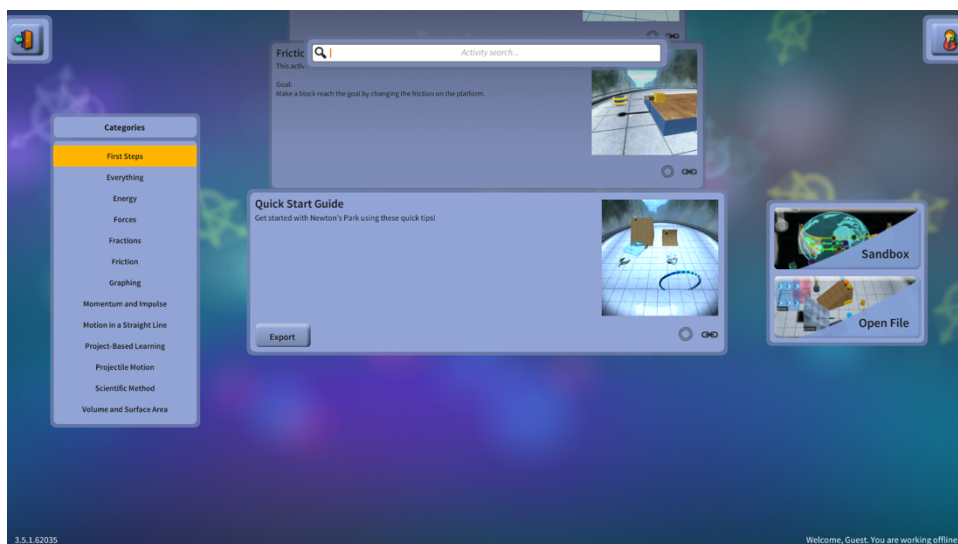 Activity search...
Frictio
This activ
Goal:
Make a block reach the goal by changing the friction on the platform.
Categories
First Steps
Everything
Energy
Forces
Fractions
Friction
Graphing
Momentum and Impulse
Motion in a Straight Line
Project-Based Learning
Projectile Motion
Scientific Method
Volume and Surface Area
Quick Start Guide
Get started with Newton's Park using these quick tips!
Export
Sandbox
Open File
3.5.1.62035
Welcome, Guest. You are working offline